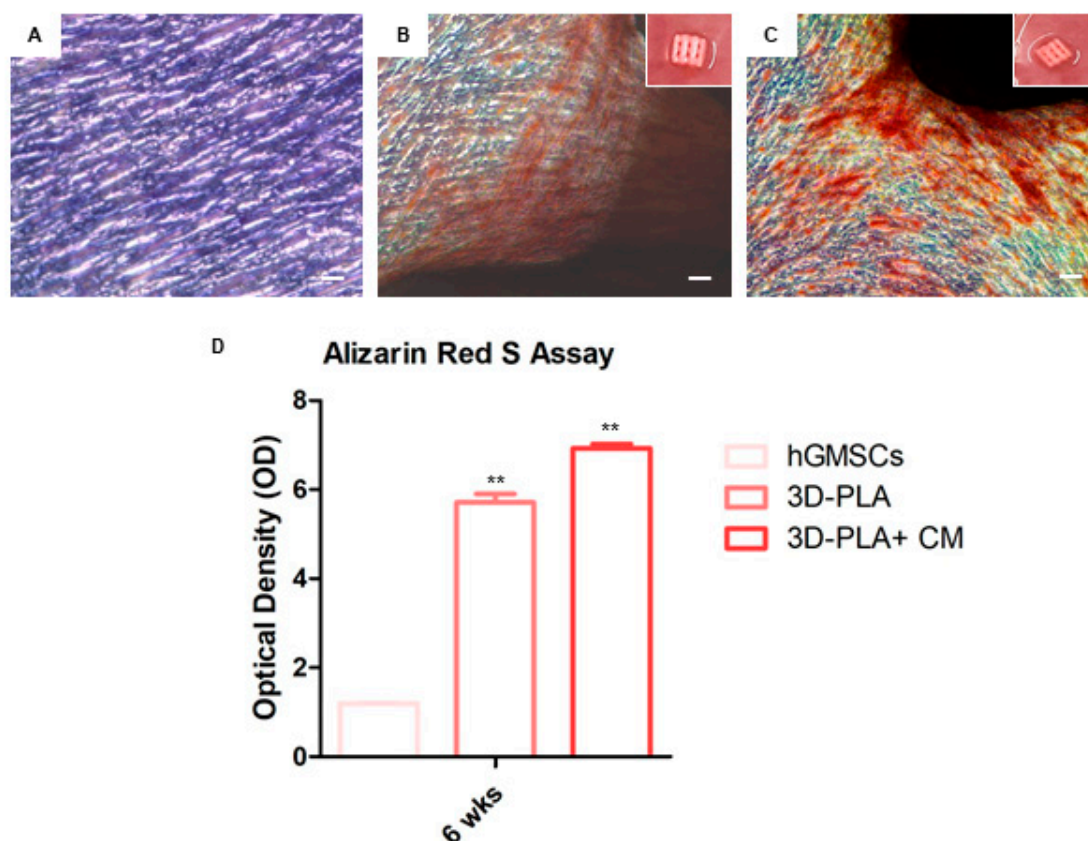 A
B
C
D
Alizarin Red S Assay
Optical Density (OD)
8
6
4
2
0
**
**
6 wks
hGMSCs
3D-PLA
3D-PLA+ CM